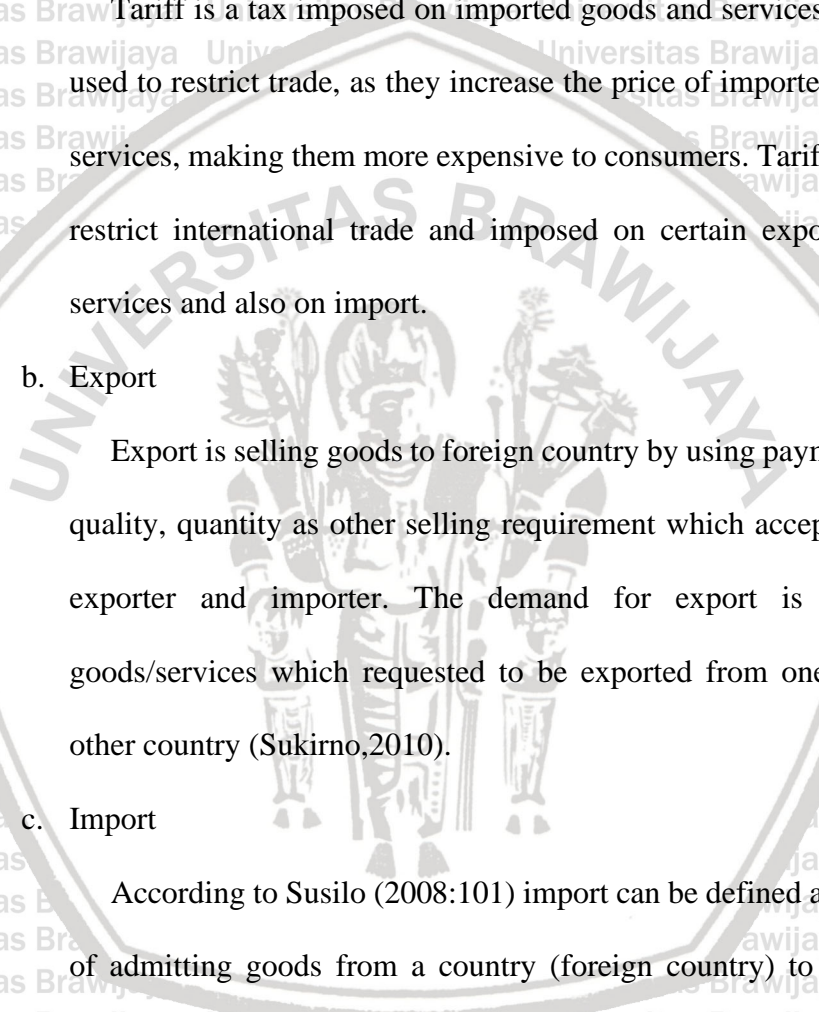 Tariff is a tax imposed on imported goods and services
used to restrict trade, as they increase the price of importe
services, making them more expensive to consumers. Tarif
restrict international trade and imposed on certain expo
services and also on import.
b. Export
Export is selling goods to foreign country by using payn
quality, quantity as other selling requirement which accep
exporter and importer. The demand for export is
goods/services which requested to be exported from one
other country (Sukirno,2010).
c. Import
According to Susilo (2008:101) import can be defined a
of admitting goods from a country (foreign country) to
UNIVERSITAS BRAWIJAYA